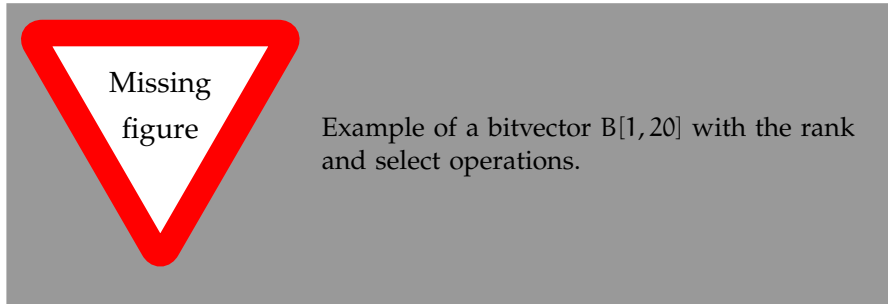 Missing
figure
Example of a bitvector B[1, 20] with the rank
and select operations.